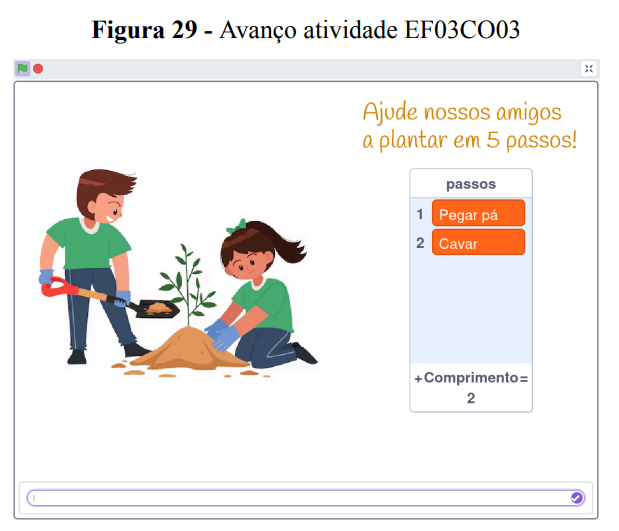 Figura 29 - Avanço atividade EF03CO03
Ajude nossos amigos
a plantar em 5 passos!
passos
1 Pegar pá
2 Cavar
+Comprimento=
2